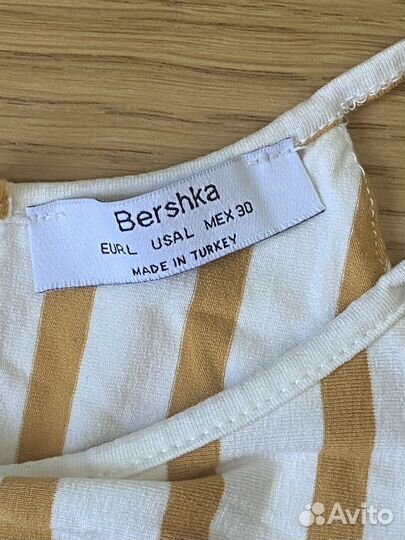 Bershka
EUR L USA L MEX 30
MADE IN TURKEY
Avito